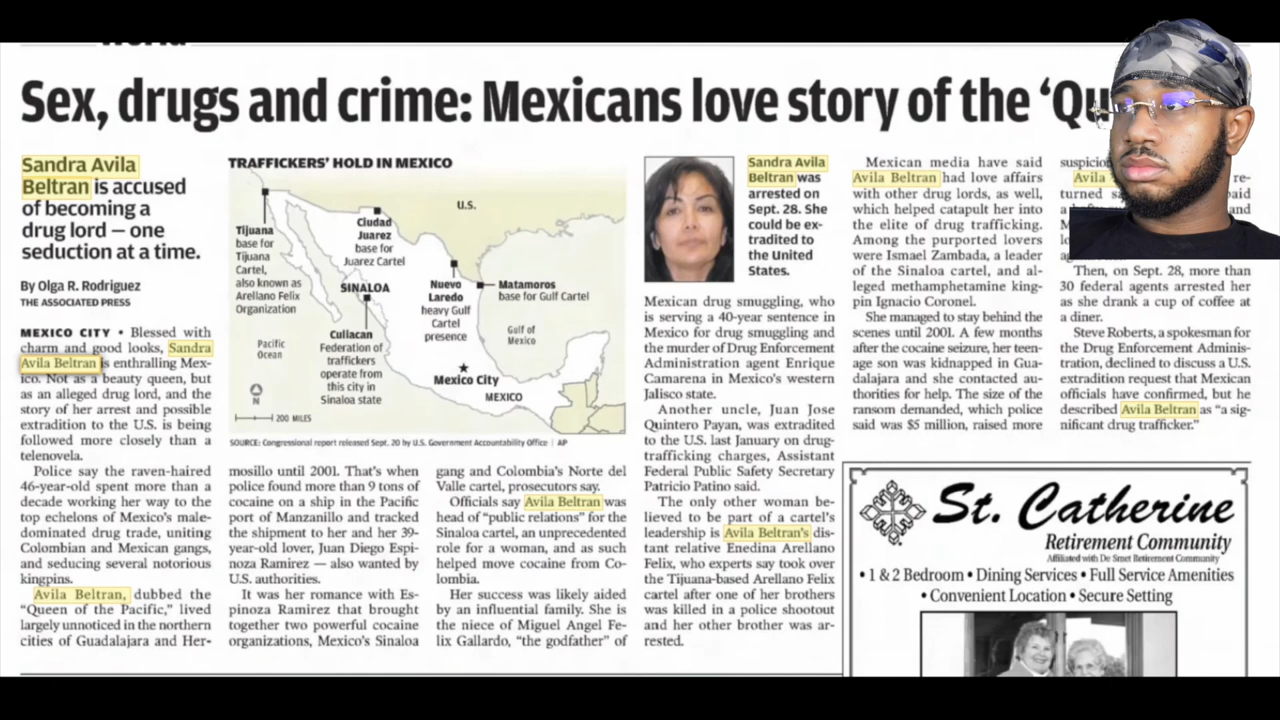 Sex, drugs and crime: Mexicans love story of the
Sandra Avila
Beltran is accused
of becoming a
drug lord — one
seduction at a time.
By Olga R. Rodriguez
THE ASSOCIATED PRESS
MEXICO CITY • Blessed with
charm and good looks, Sandra
Avila Beltran is enthralling Mex-
ico. Not as a beauty queen, but
as an alleged drug lord, and the
story of her arrest and possible
extradition to the U.S. is being
followed more closely than a
telenovela.
Police say the raven-haired
46-year-old spent more than a
decade working her way to the
top echelons of Mexico's male-
dominated drug trade, uniting
Colombian and Mexican gangs,
and seducing several notorious
kingpins.
Avila Beltran, dubbed the
"Queen of the Pacific," lived
largely unnoticed in the northern
cities of Guadalajara and Her-
TRAFFICKERS' HOLD IN MEXICO
U.S.
Tijuana
base for
Tijuana
Cartel,
also known as
Arellano Felix
Organization
Ciudad
Juarez
base for
Juarez Cartel
SINALOA
Nuevo
Laredo
heavy Gulf
Cartel
presence
Matamoros
base for Gulf Cartel
Culiacan
Federation of
traffickers
operate from
this city in
Sinaloa state
Pacific
Ocean
Gulf of
Mexico
Mexico City
MEXICO
N
200 MILES
SOURCE: Congressional report released Sept. 20 by U.S. Government Accountability Office | AP
mosillo until 2001. That's when
police found more than 9 tons of
cocaine on a ship in the Pacific
port of Manzanillo and tracked
the shipment to her and her 39-
year-old lover, Juan Diego Espi-
noza Ramirez — also wanted by
U.S. authorities.
It was her romance with Es-
pinoza Ramirez that brought
together two powerful cocaine
organizations, Mexico's Sinaloa
gang and Colombia's Norte del
Valle cartel, prosecutors say.
Officials say Avila Beltran was
head of "public relations" for the
Sinaloa cartel, an unprecedented
role for a woman, and as such
helped move cocaine from Co-
lombia.
Her success was likely aided
by an influential family. She is
the niece of Miguel Angel Fe-
lix Gallardo, "the godfather" of
Sandra Avila
Beltran was
arrested on
Sept. 28. She
could be ex-
tradited to
the United
States.
Mexican drug smuggling, who
is serving a 40-year sentence in
Mexico for drug smuggling and
the murder of Drug Enforcement
Administration agent Enrique
Camarena in Mexico's western
Jalisco state.
Another uncle, Juan Jose
Quintero Payan, was extradited
to the U.S. last January on drug-
trafficking charges, Assistant
Federal Public Safety Secretary
Patricio Patino said.
The only other woman be-
lieved to be part of a cartel's
leadership is Avila Beltran's dis-
tant relative Enedina Arellano
Felix, who experts say took over
the Tijuana-based Arellano Felix
cartel after one of her brothers
was killed in a police shootout
and her other brother was ar-
rested.
Mexican media have said
Avila Beltran had love affairs
with other drug lords, as well,
which helped catapult her into
the elite of drug trafficking.
Among the purported lovers
were Ismael Zambada, a leader
of the Sinaloa cartel, and al-
leged methamphetamine king-
pin Ignacio Coronel.
She managed to stay behind the
scenes until 2001. A few months
after the cocaine seizure, her teen-
age son was kidnapped in Gua-
dalajara and she contacted au-
thorities for help. The size of the
ransom demanded, which police
said was $5 million, raised more
Avila
Then, on Sept. 28, more than
30 federal agents arrested her
as she drank a cup of coffee at
a diner.
Steve Roberts, a spokesman for
the Drug Enforcement Adminis-
tration, declined to discuss a U.S.
extradition request that Mexican
officials have confirmed, but he
described Avila Beltran as "a sig-
nificant drug trafficker."
St. Catherine
Retirement Community
Affiliated with De Smet Retirement Community
• 1 & 2 Bedroom • Dining Services • Full Service Amenities
• Convenient Location • Secure Setting